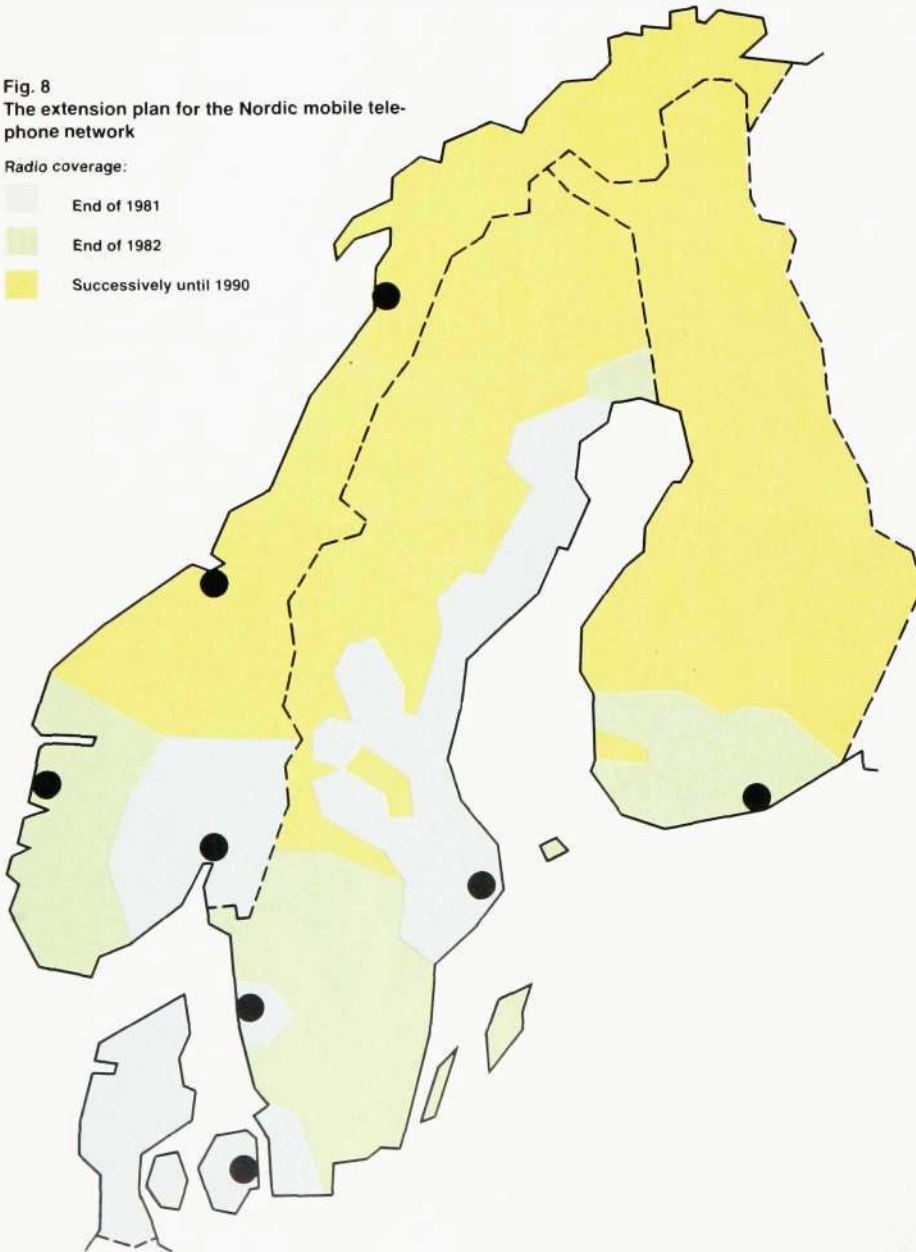 Fig. 8
The extension plan for the Nordic mobile tele-
phone network
Radio coverage:
End of 1981
End of 1982
Successively until 1990